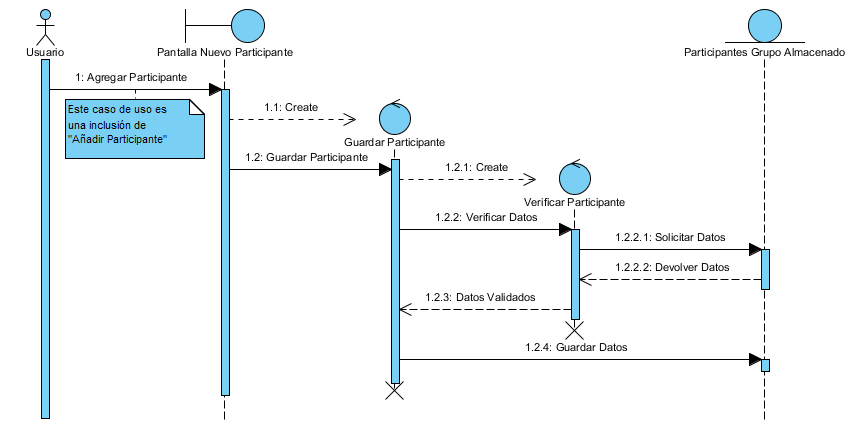 Usuario
Pantalla Nuevo Participante
Participantes Grupo Almacenado
1: Agregar Participante
Este caso de uso es
una inclusión de
"Añadir Participante"
1.1: Create
Guardar Participante
1.2: Guardar Participante
1.2.1: Create
Verificar Participante
1.2.2: Verificar Datos
1.2.2.1: Solicitar Datos
1.2.2.2: Devolver Datos
1.2.3: Datos Validados
1.2.4: Guardar Datos